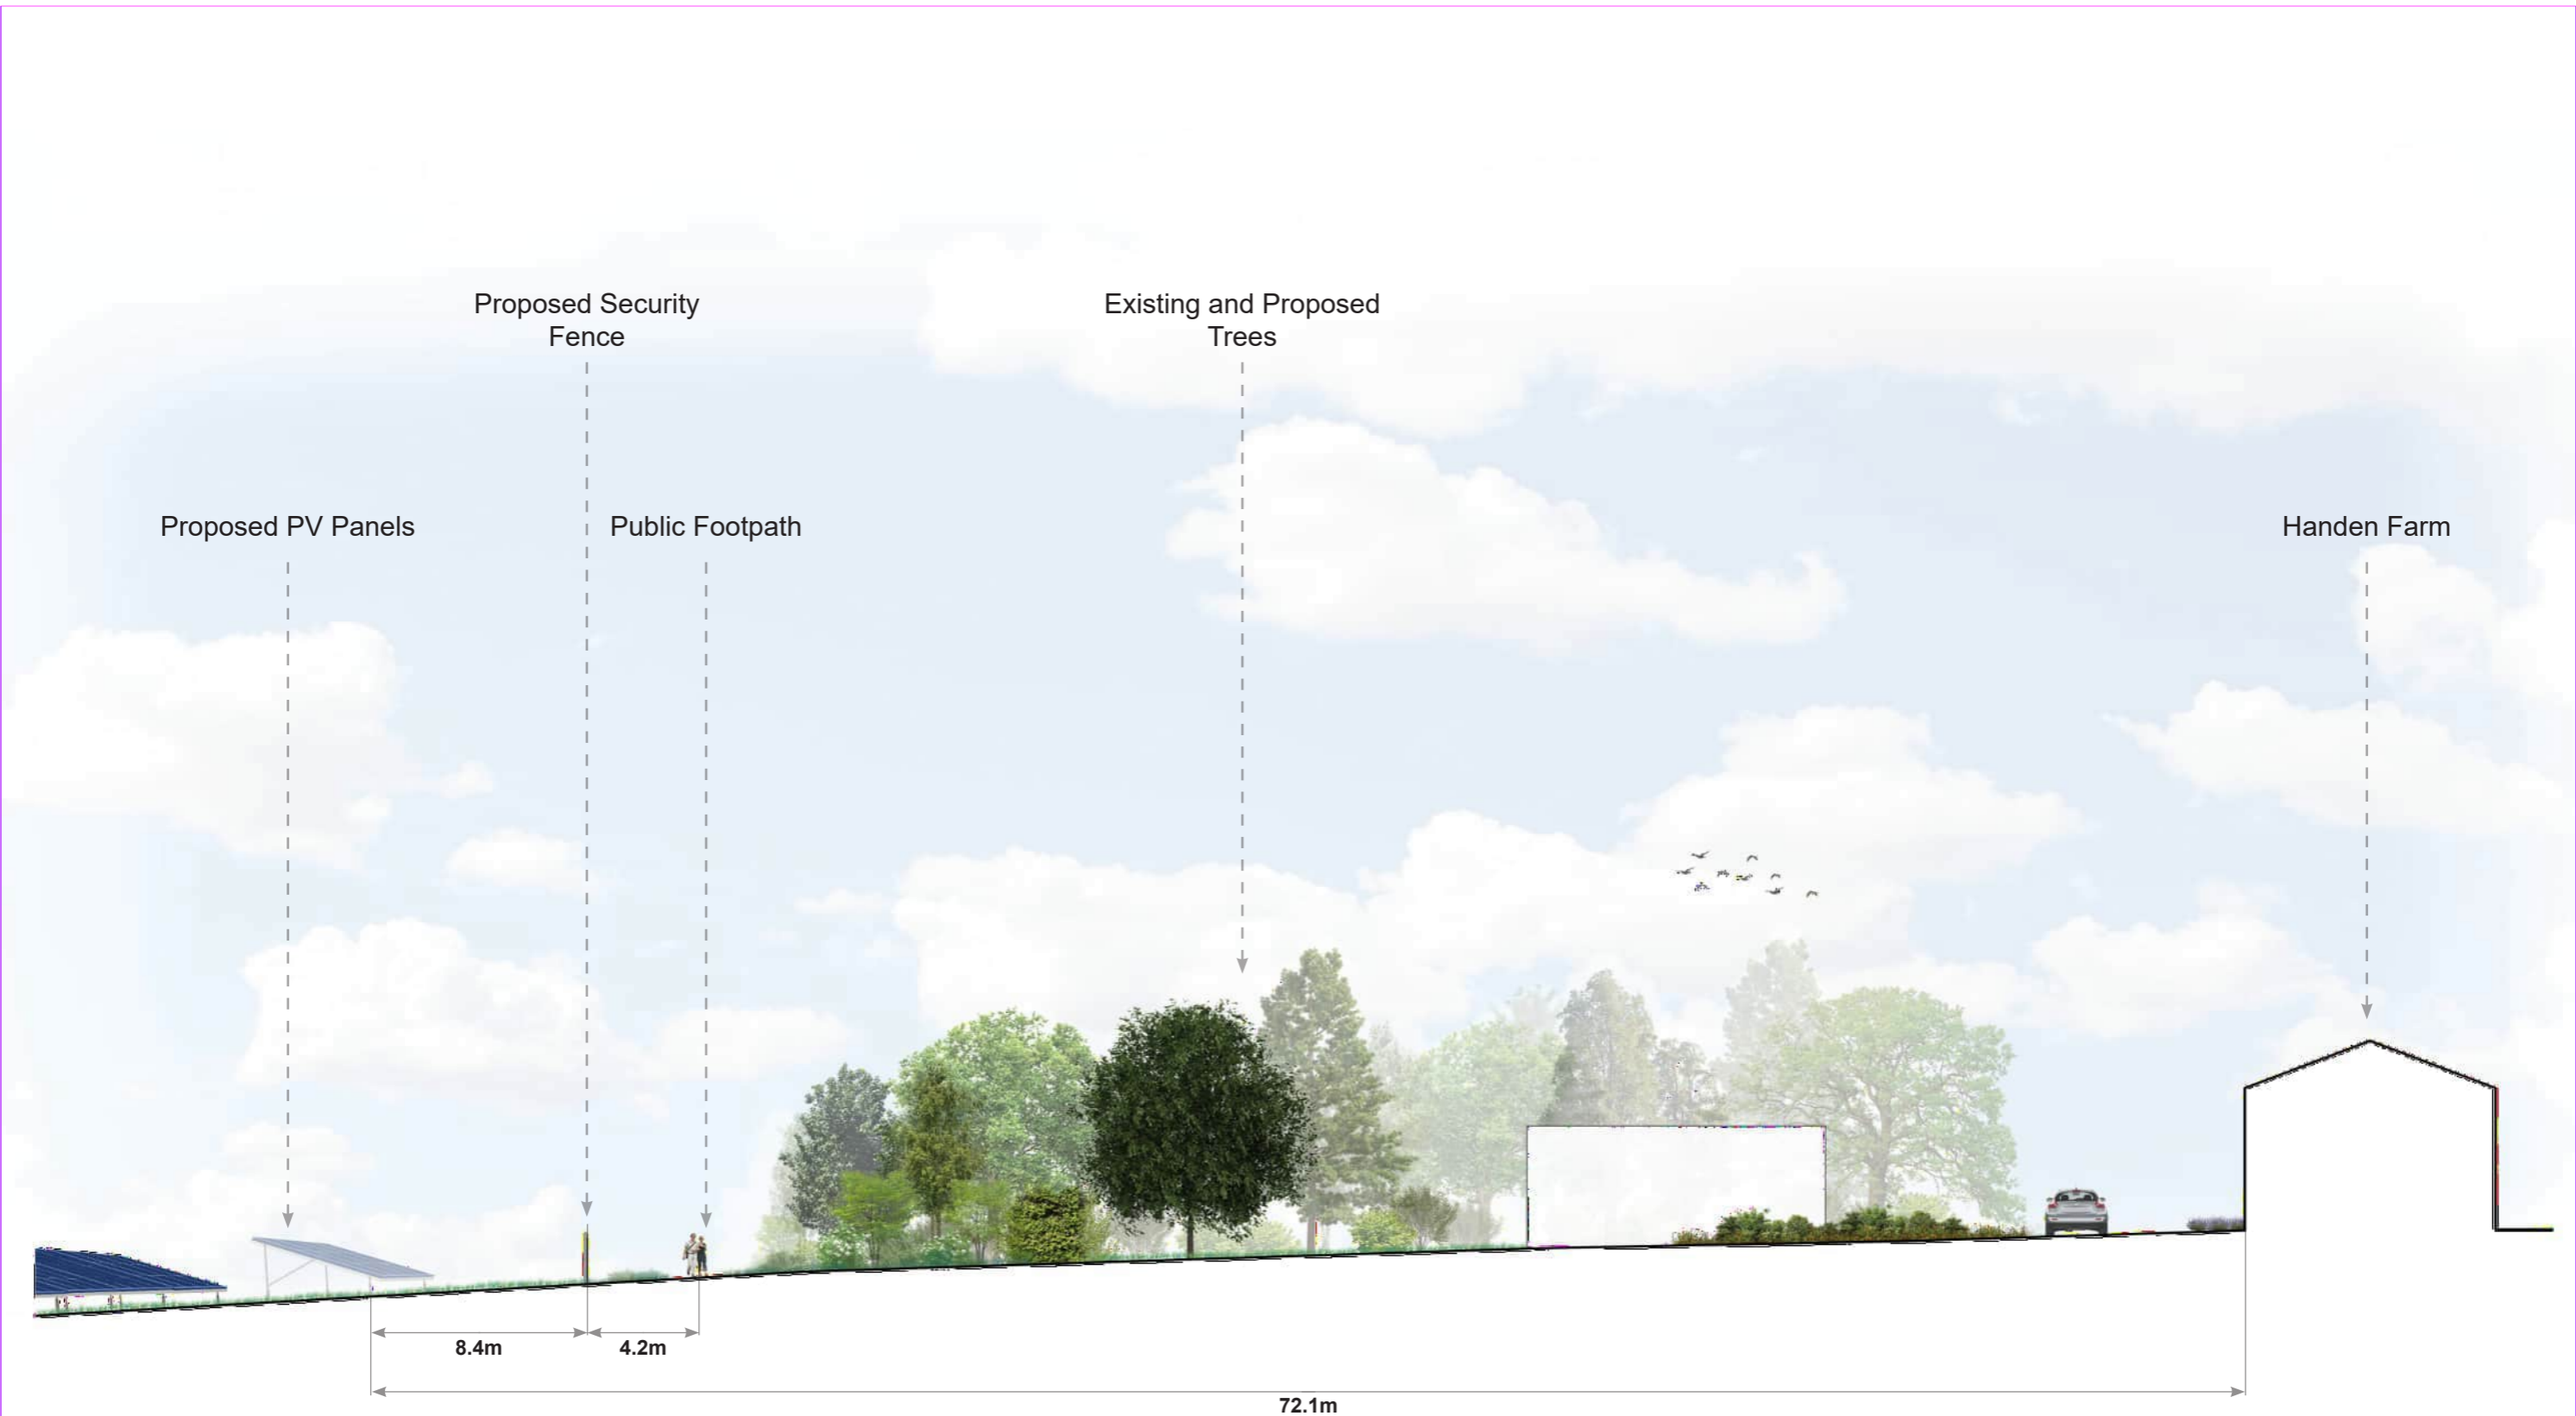 Proposed Security
Fence
Existing and Proposed
Trees
Proposed PV Panels
Public Footpath
Handen Farm
8.4m
4.2m
72.1m